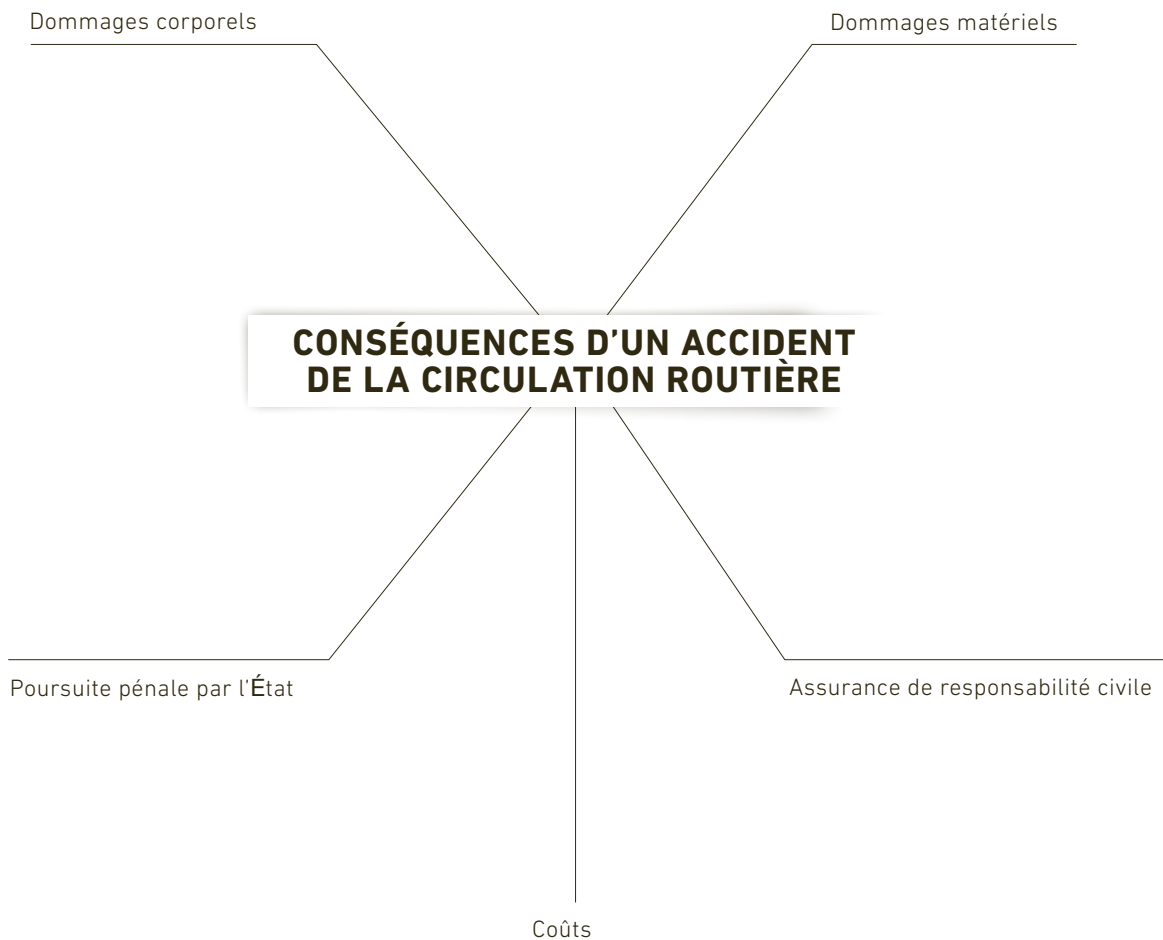 Dommages corporels
Dommages matériels
CONSÉQUENCES D’UN ACCIDENT
DE LA CIRCULATION ROUTIÈRE
Poursuite pénale par l’État
Assurance de responsabilité civile
Coûts